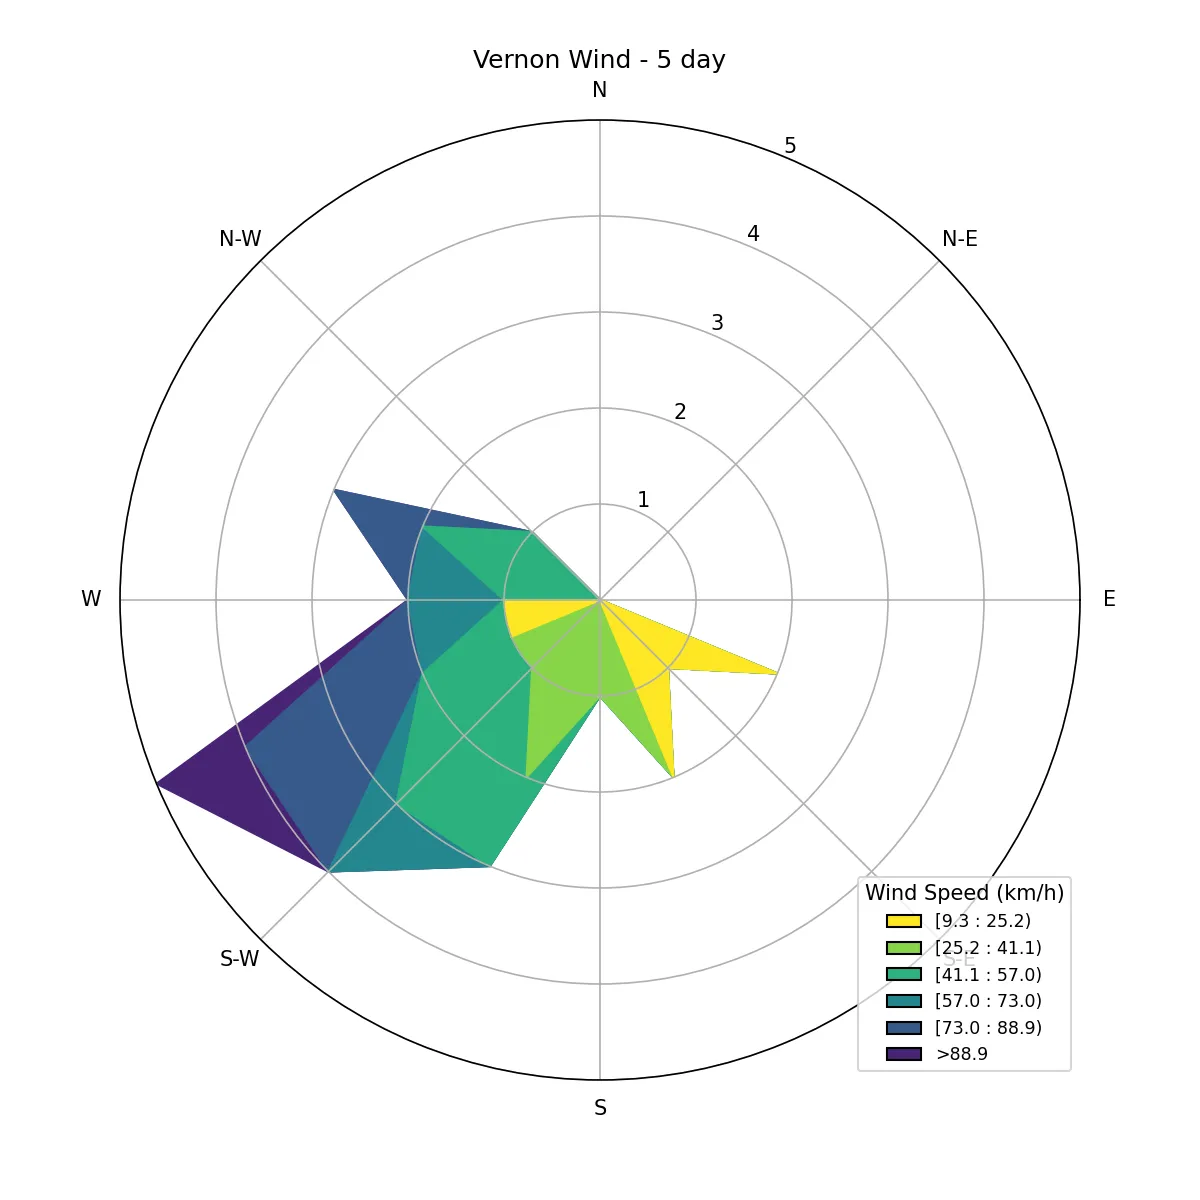 Vernon Wind - 5 day
N
5
N-W
4
N-E
3
2
1
W
E
S-W
S-E
S
Wind Speed (km/h)
[9.3 : 25.2)
[25.2 : 41.1)
[41.1 : 57.0)
[57.0 : 73.0)
[73.0 : 88.9)
>88.9